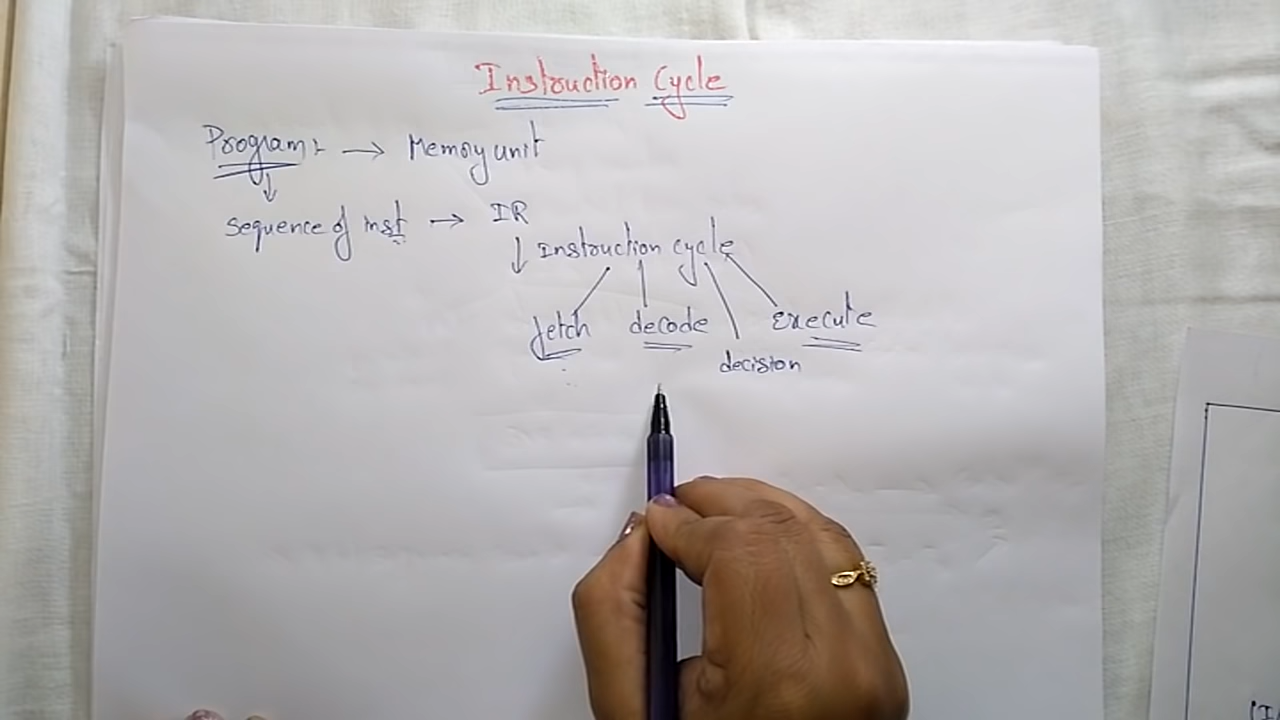 Instruction Cycle
Program:- → Memory unit
↓
sequence of inst → IR
↓ Instruction cycle
fetch decode Execute
decision